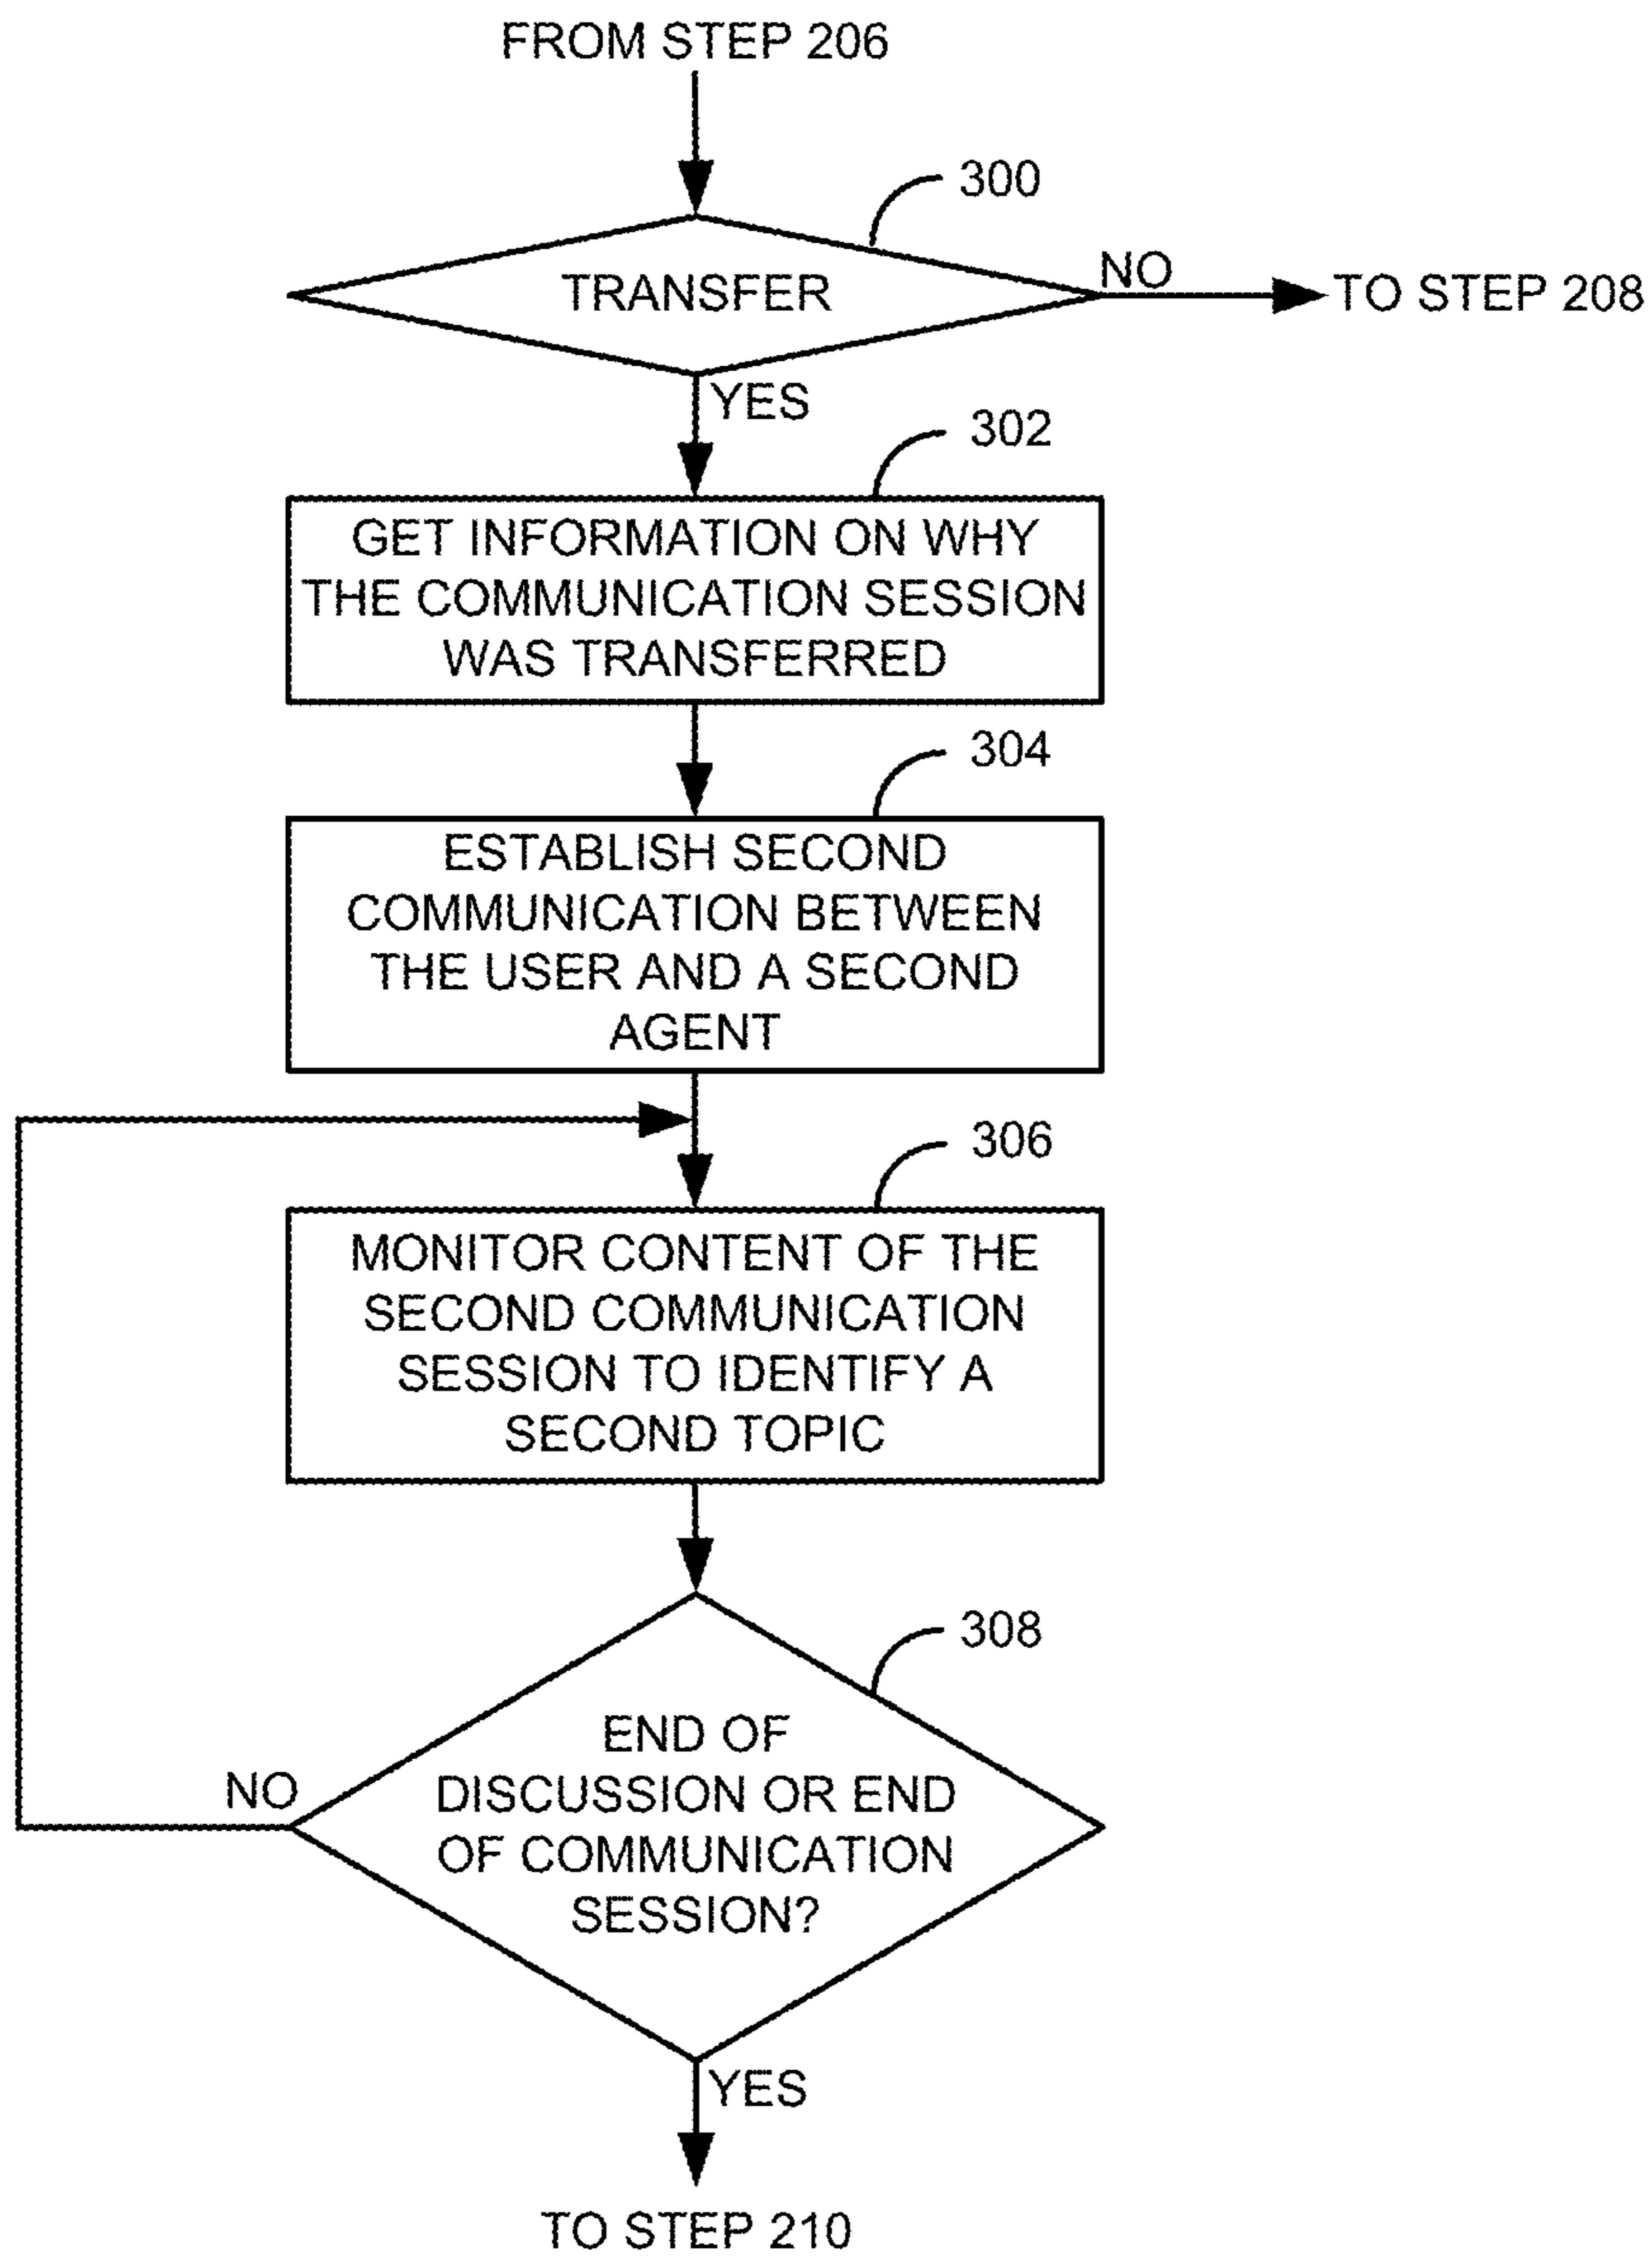 FROM STEP 206
300
TRANSFER
NO
TO STEP 208
YES
302
GET INFORMATION ON WHY
THE COMMUNICATION SESSION
WAS TRANSFERRED
304
ESTABLISH SECOND
COMMUNICATION BETWEEN
THE USER AND A SECOND
AGENT
306
MONITOR CONTENT OF THE
SECOND COMMUNICATION
SESSION TO IDENTIFY A
SECOND TOPIC
308
END OF
DISCUSSION OR END
OF COMMUNICATION
SESSION?
NO
YES
TO STEP 210